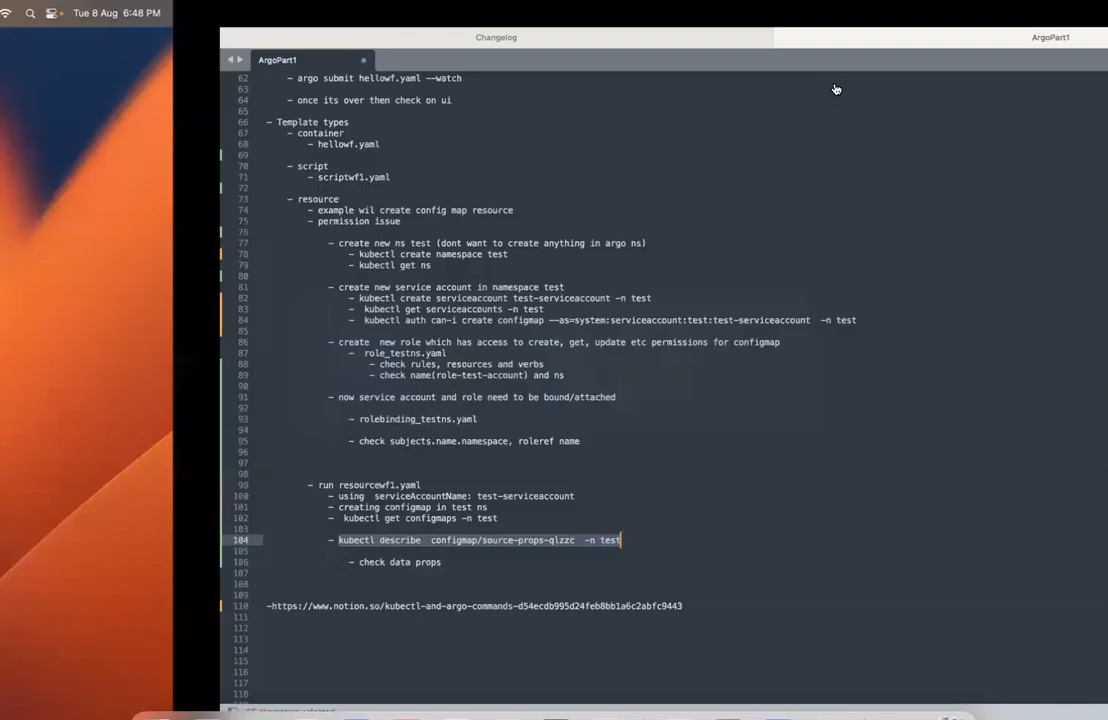 Tue 8 Aug 6:48 PM
Changelog
ArgoPart1
ArgoPart1
62 - argo submit hellowf.yaml --watch
63
64 - once its over then check on ui
65
66 - Template types
67 - container
68 - hellowf.yaml
69
70 - script
71 - scriptwf1.yaml
72
73 - resource
74 - example wil create config map resource
75 - permission issue
76
77 - create new ns test (dont want to create anything in argo ns)
78 - kubectl create namespace test
79 - kubectl get ns
80
81 - create new service account in namespace test
82 - kubectl create serviceaccount test-serviceaccount -n test
83 - kubectl get serviceaccounts -n test
84 - kubectl auth can-i create configmap --as=system:serviceaccount:test:test-serviceaccount -n test
85
86 - create new role which has access to create, get, update etc permissions for configmap
87 - role_testns.yaml
88 - check rules, resources and verbs
89 - check name(role-test-account) and ns
90
91 - now service account and role need to be bound/attached
92
93 - rolebinding_testns.yaml
94
95 - check subjects.name.namespace, roleref name
96
97
98
99 - run resourcewf1.yaml
100 - using serviceAccountName: test-serviceaccount
101 - creating configmap in test ns
102 - kubectl get configmaps -n test
103
104 - kubectl describe configmap/source-props-qlzzc -n test
105
106 - check data props
107
108
109
110 -https://www.notion.so/kubectl-and-argo-commands-d54ecdb995d24feb8bb1a6c2abfc9443
111
112
113
114
115
116
117
118